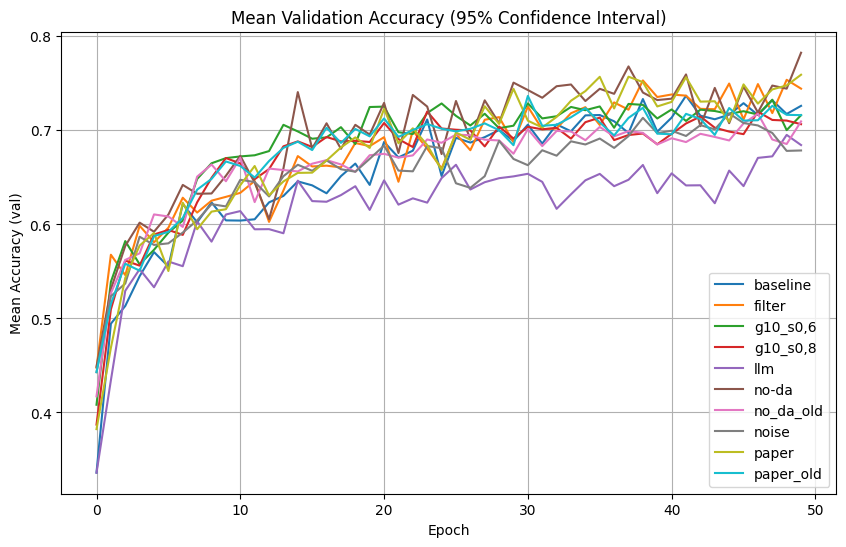 Mean Validation Accuracy (95% Confidence Interval)
Mean Accuracy (val)
0.8
0.7
0.6
0.5
0.4
0
10
20
30
40
50
Epoch
baseline
filter
g10_s0,6
g10_s0,8
llm
no-da
no_da_old
noise
paper
paper_old